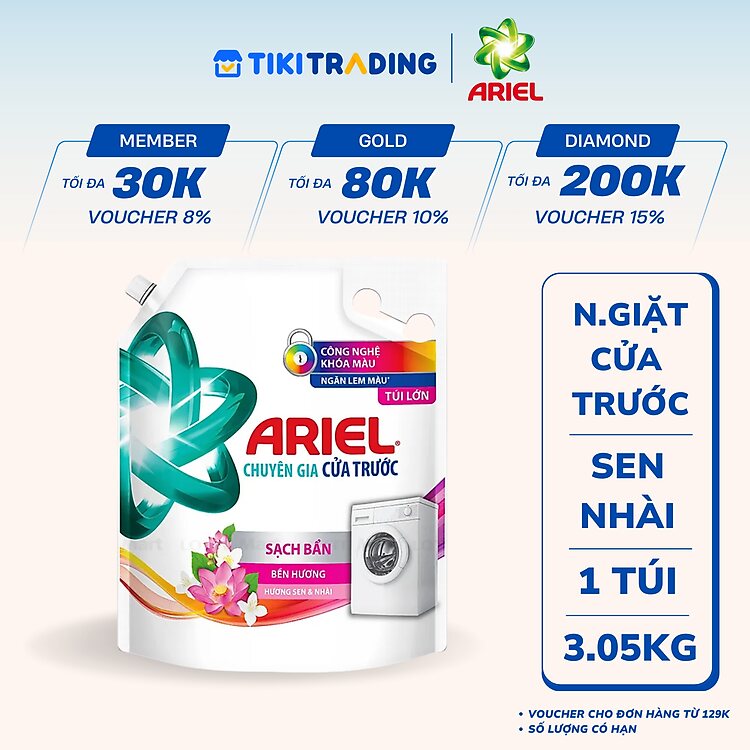 TIKI TRADING
ARIEL
MEMBER
TỐI ĐA 30K
VOUCHER 8%
GOLD
TỐI ĐA 80K
VOUCHER 10%
DIAMOND
TỐI ĐA 200K
VOUCHER 15%
CÔNG NGHỆ
KHÓA MÀU
NGĂN LEM MÀU*
TÚI LỚN
ARIEL®
CHUYÊN GIA CỬA TRƯỚC
SẠCH BẨN
BỀN HƯƠNG
HƯƠNG SEN & NHÀI
N.GIẶT
CỬA
TRƯỚC
SEN
NHÀI
1 TÚI
3.05KG
• VOUCHER CHO ĐƠN HÀNG TỪ 129K
• SỐ LƯỢNG CÓ HẠN